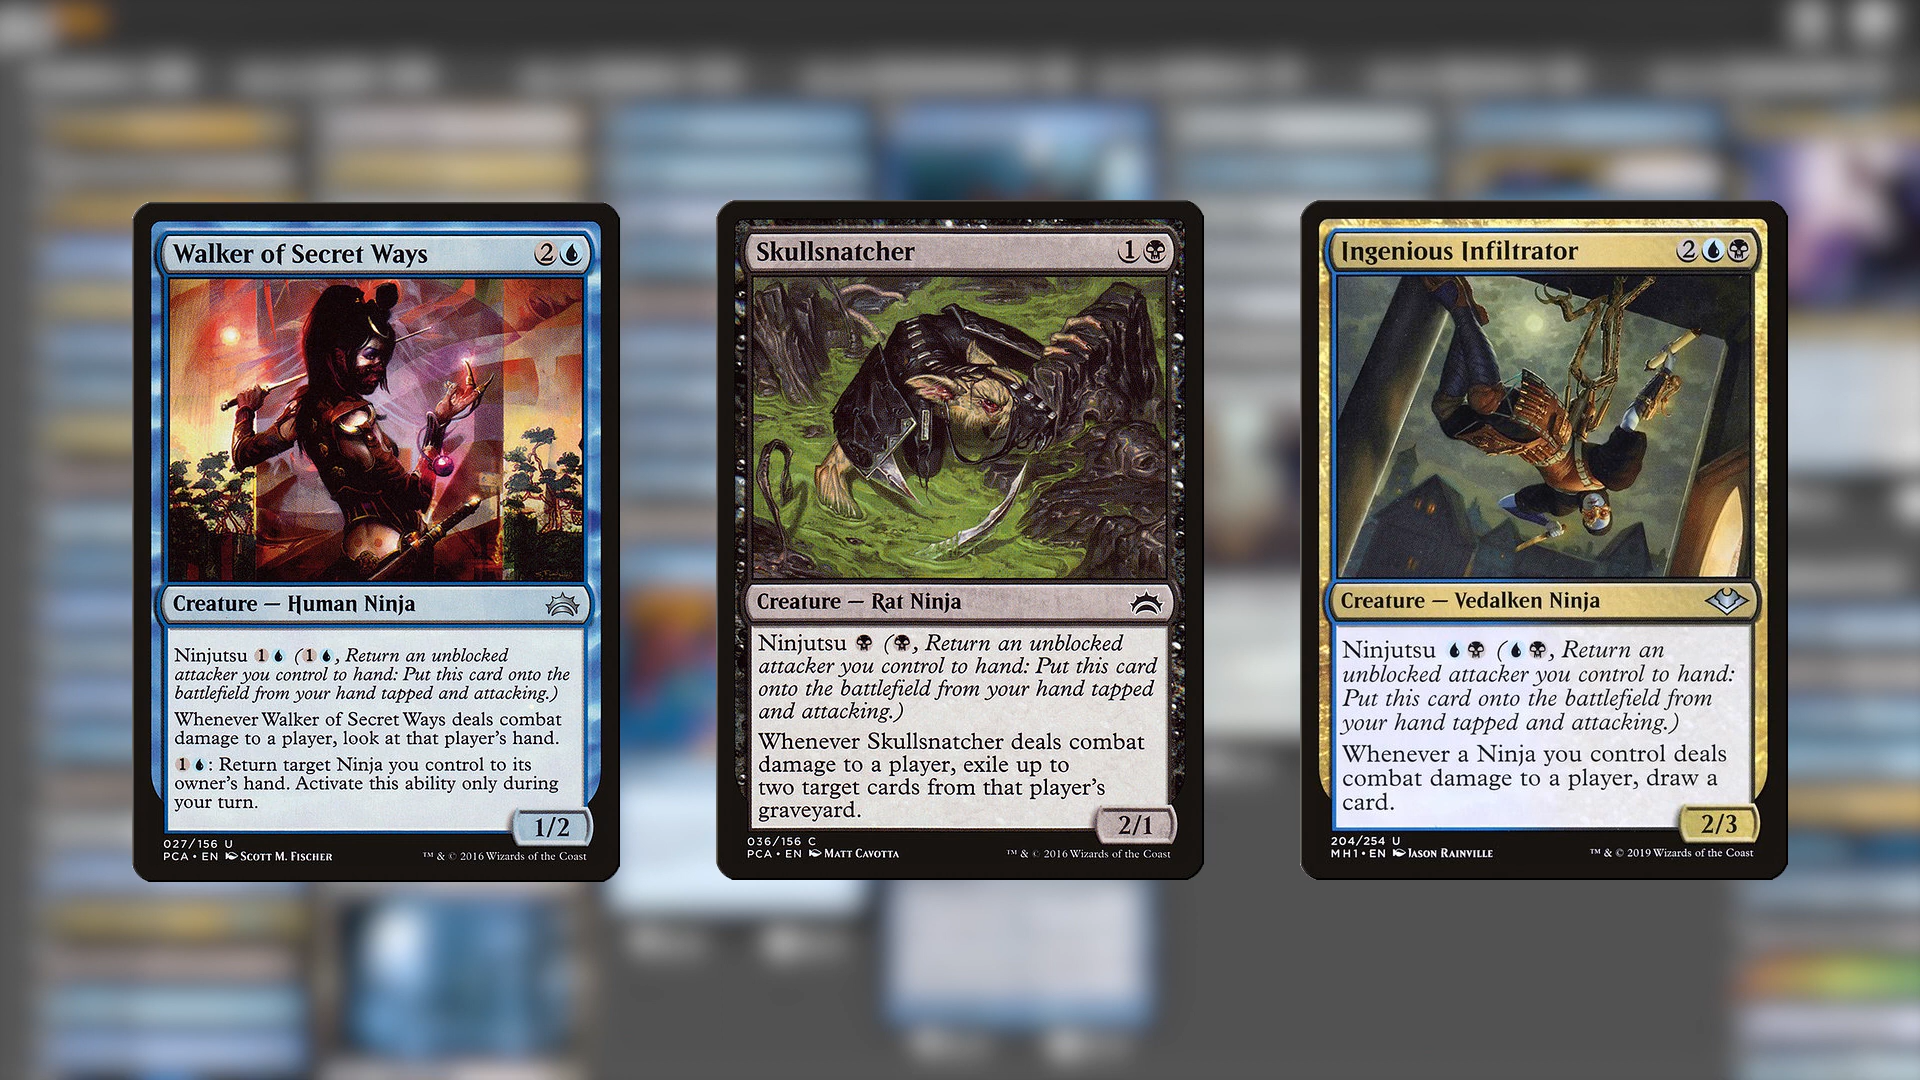 Walker of Secret Ways 2
Creature — Human Ninja
Ninjutsu 1 (1 , Return an unblocked
attacker you control to hand: Put this card onto the
battlefield from your hand tapped and attacking.)
Whenever Walker of Secret Ways deals combat
damage to a player, look at that player's hand.
1 : Return target Ninja you control to its
owner's hand. Activate this ability only during
your turn.
1/2
027/156 U
PCA • EN Scott M. Fischer ™ & © 2016 Wizards of the Coast
Skullsnatcher 1
Creature — Rat Ninja
Ninjutsu ( , Return an unblocked
attacker you control to hand: Put this card
onto the battlefield from your hand tapped
and attacking.)
Whenever Skullsnatcher deals combat
damage to a player, exile up to
two target cards from that player's
graveyard.
2/1
036/156 C
PCA • EN Matt Cavotta ™ & © 2016 Wizards of the Coast
Ingenious Infiltrator 2
Creature — Vedalken Ninja
Ninjutsu ( , Return an
unblocked attacker you control to hand:
Put this card onto the battlefield from
your hand tapped and attacking.)
Whenever a Ninja you control deals
combat damage to a player, draw a
card.
2/3
204/254 U
MH1 • EN Jason Rainville ™ & © 2019 Wizards of the Coast